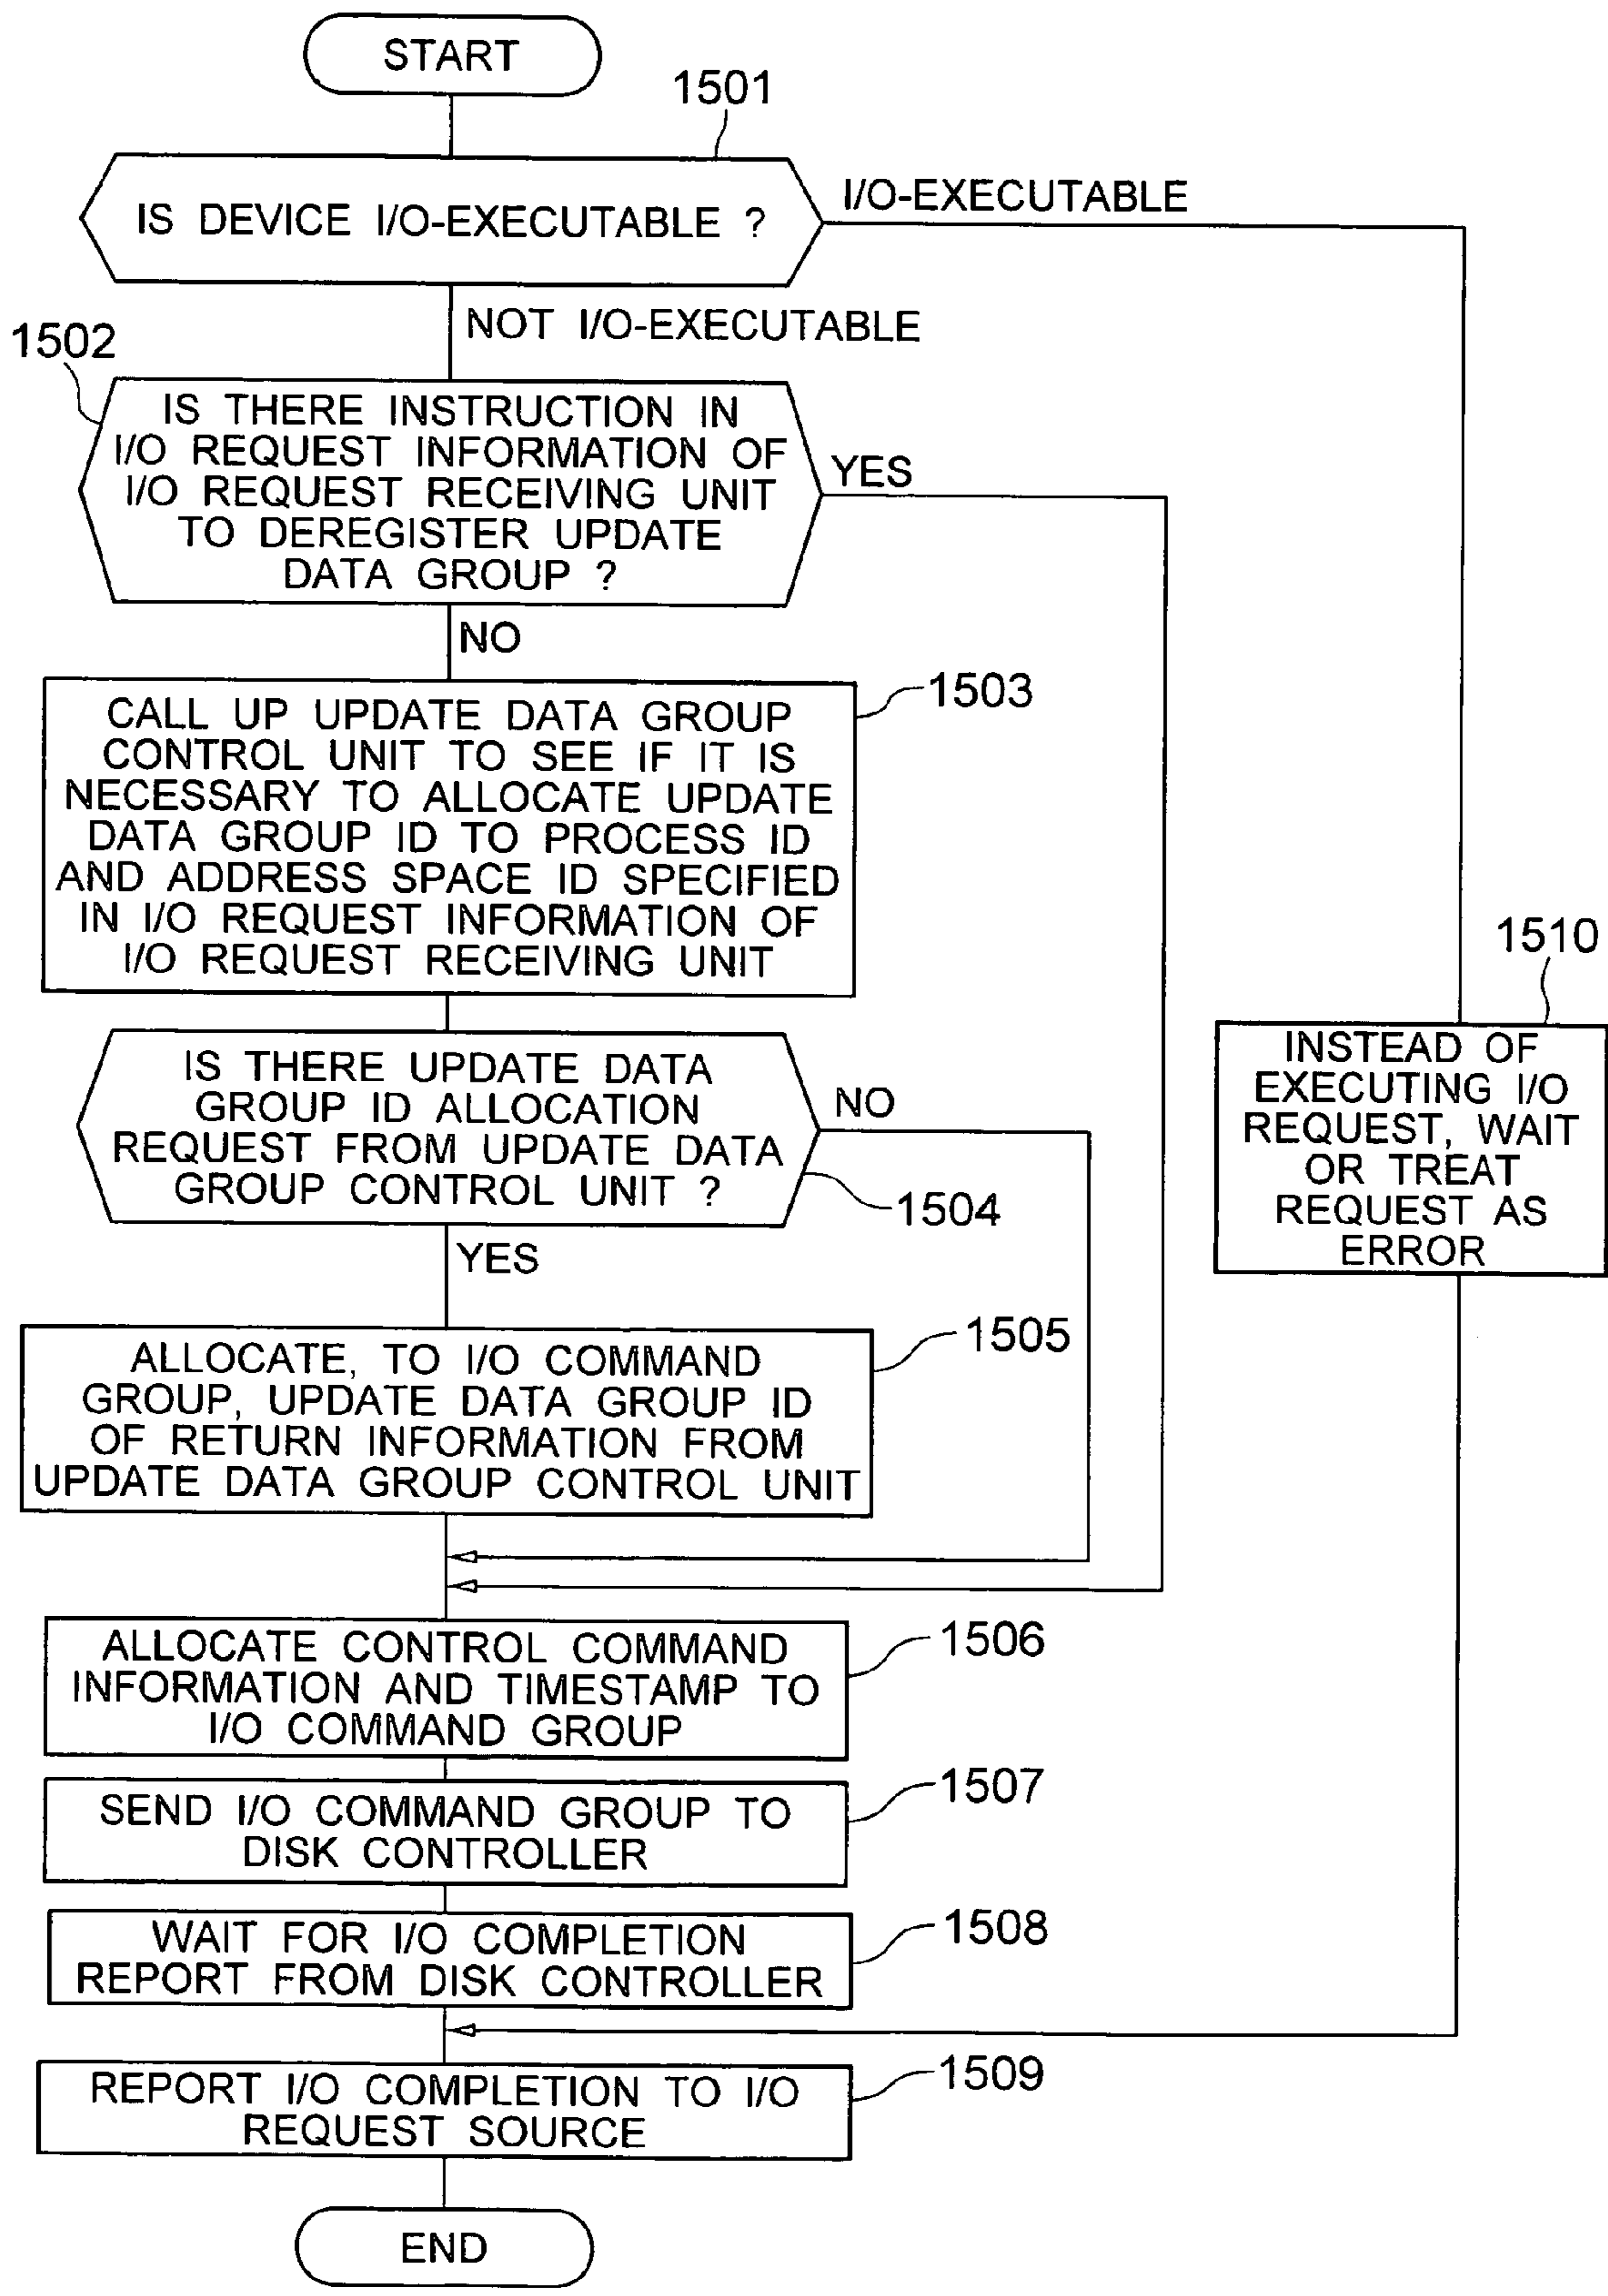 START
1501
IS DEVICE I/O-EXECUTABLE ?
I/O-EXECUTABLE
NOT I/O-EXECUTABLE
1502
IS THERE INSTRUCTION IN
I/O REQUEST INFORMATION OF
I/O REQUEST RECEIVING UNIT
TO DEREGISTER UPDATE
DATA GROUP ?
YES
NO
1503
CALL UP UPDATE DATA GROUP
CONTROL UNIT TO SEE IF IT IS
NECESSARY TO ALLOCATE UPDATE
DATA GROUP ID TO PROCESS ID
AND ADDRESS SPACE ID SPECIFIED
IN I/O REQUEST INFORMATION OF
I/O REQUEST RECEIVING UNIT
1510
INSTEAD OF
EXECUTING I/O
REQUEST, WAIT
OR TREAT
REQUEST AS
ERROR
IS THERE UPDATE DATA
GROUP ID ALLOCATION
REQUEST FROM UPDATE DATA
GROUP CONTROL UNIT ?
NO
1504
YES
1505
ALLOCATE, TO I/O COMMAND
GROUP, UPDATE DATA GROUP ID
OF RETURN INFORMATION FROM
UPDATE DATA GROUP CONTROL UNIT
1506
ALLOCATE CONTROL COMMAND
INFORMATION AND TIMESTAMP TO
I/O COMMAND GROUP
1507
SEND I/O COMMAND GROUP TO
DISK CONTROLLER
1508
WAIT FOR I/O COMPLETION
REPORT FROM DISK CONTROLLER
1509
REPORT I/O COMPLETION TO I/O
REQUEST SOURCE
END